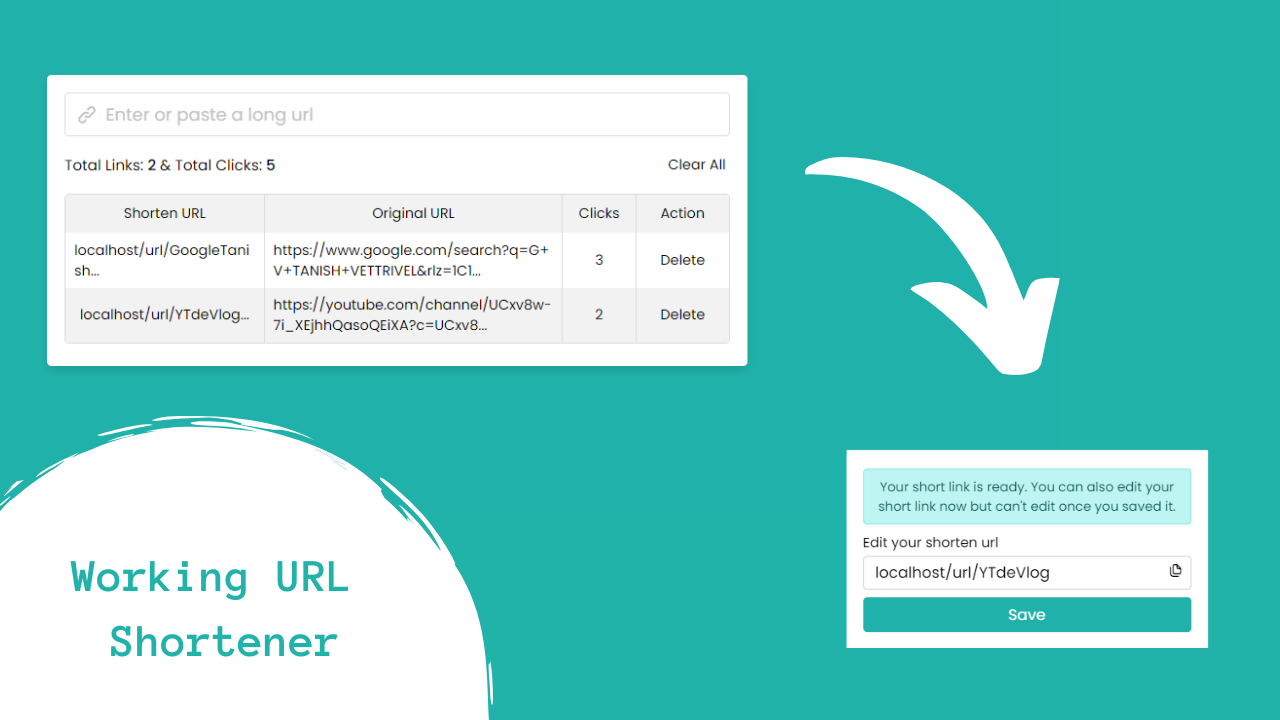 Enter or paste a long url
Total Links: 2 & Total Clicks: 5
Clear All
Shorten URL
Original URL
Clicks
Action
localhost/url/GoogleTani
sh...
https://www.google.com/search?q=G+
V+TANISH+VETTRIVEL&rlz=1C1...
3
Delete
localhost/url/YTdeVlog...
https://youtube.com/channel/UCxv8w-
7i_XEjhhQasoQEiXA?c=UCxv8...
2
Delete
Your short link is ready. You can also edit your
short link now but can't edit once you saved it.
Edit your shorten url
localhost/url/YTdeVlog
Save
Working URL
Shortener